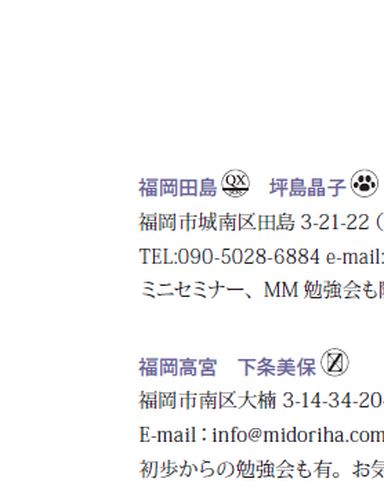 福岡田島 QX 坪島晶子
福岡市城南区田島 3-21-22 (
TEL:090-5028-6884 e-mail:
ミニセミナー、MM 勉強会も
福岡高宮 下条美保
福岡市南区大楠 3-14-34-20
E-mail : info@midoriha.com
初歩からの勉強会も有。お気